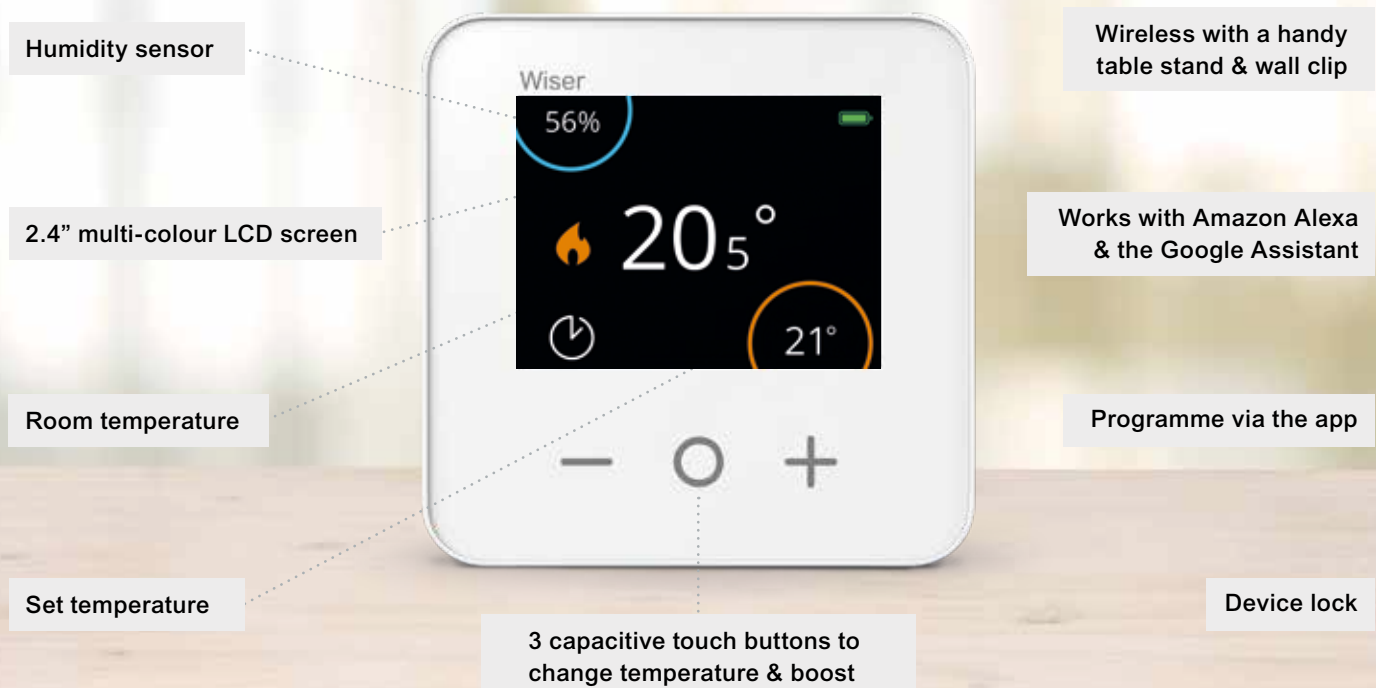 Humidity sensor
2.4” multi-colour LCD screen
Room temperature
Set temperature
Wiser
56%
20 5°
21°
3 capacitive touch buttons to
change temperature & boost
Wireless with a handy
table stand & wall clip
Works with Amazon Alexa
& the Google Assistant
Programme via the app
Device lock